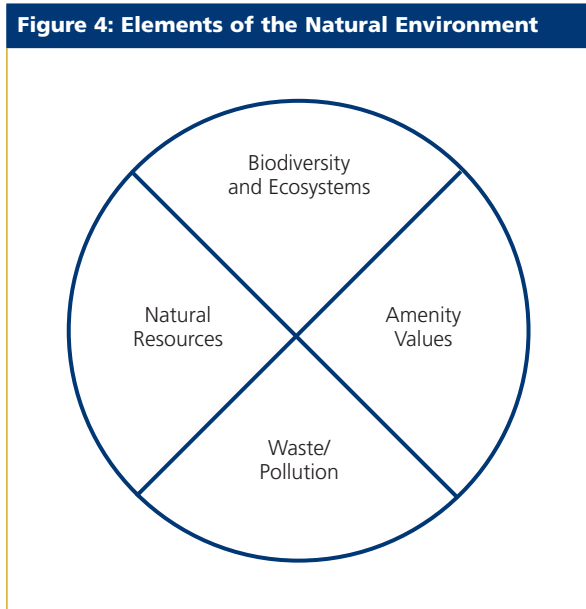 Figure 4: Elements of the Natural Environment
Biodiversity
and Ecosystems
Natural
Resources
Amenity
Values
Waste/
Pollution